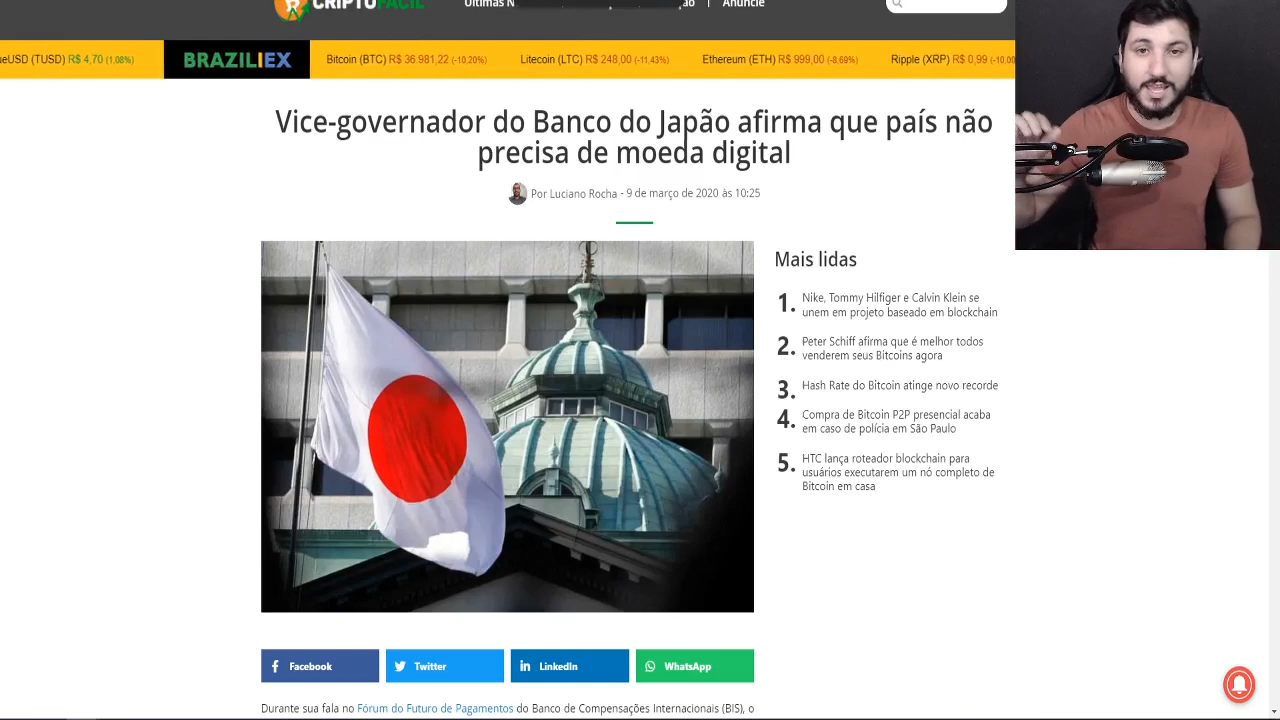 CRIPTOFÁCIL
Últimas N
Anuncie
ueUSD (TUSD) R$ 4,70 (1,08%)
BRAZILIEX
Bitcoin (BTC) R$ 36.981,22 (-10,20%)
Litecoin (LTC) R$ 248,00 (-11,43%)
Ethereum (ETH) R$ 999,00 (-8,69%)
Ripple (XRP) R$ 0,99 (-10,00
Vice-governador do Banco do Japão afirma que país não
precisa de moeda digital
Por Luciano Rocha - 9 de março de 2020 às 10:25
Mais lidas
1. Nike, Tommy Hilfiger e Calvin Klein se
unem em projeto baseado em blockchain
2. Peter Schiff afirma que é melhor todos
venderem seus Bitcoins agora
3. Hash Rate do Bitcoin atinge novo recorde
4. Compra de Bitcoin P2P presencial acaba
em caso de polícia em São Paulo
5. HTC lança roteador blockchain para
usuários executarem um nó completo de
Bitcoin em casa
Facebook
Twitter
LinkedIn
WhatsApp
Durante sua fala no Fórum do Futuro de Pagamentos do Banco de Compensações Internacionais (BIS), o